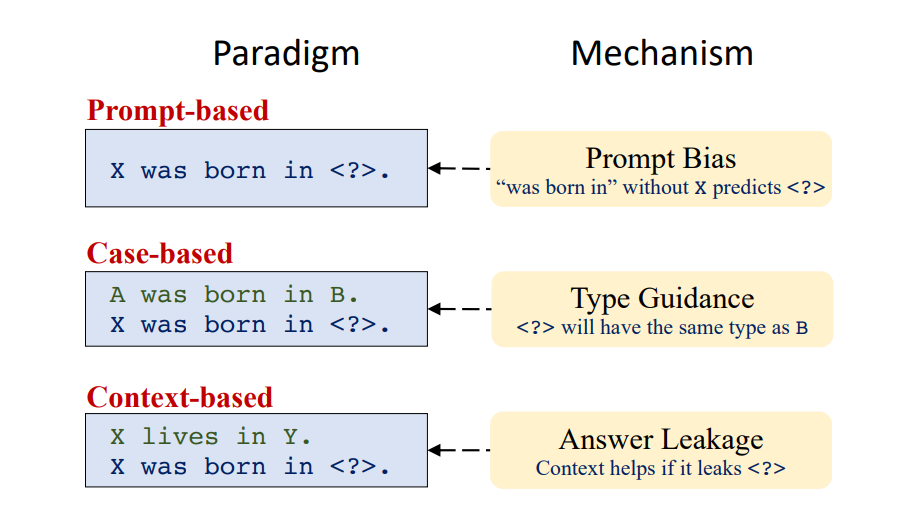 Paradigm
Mechanism
Prompt-based
X was born in <?>.
Prompt Bias
“was born in” without X predicts <?>
Case-based
A was born in B.
X was born in <?>.
Type Guidance
<?> will have the same type as B
Context-based
X lives in Y.
X was born in <?>.
Answer Leakage
Context helps if it leaks <?>